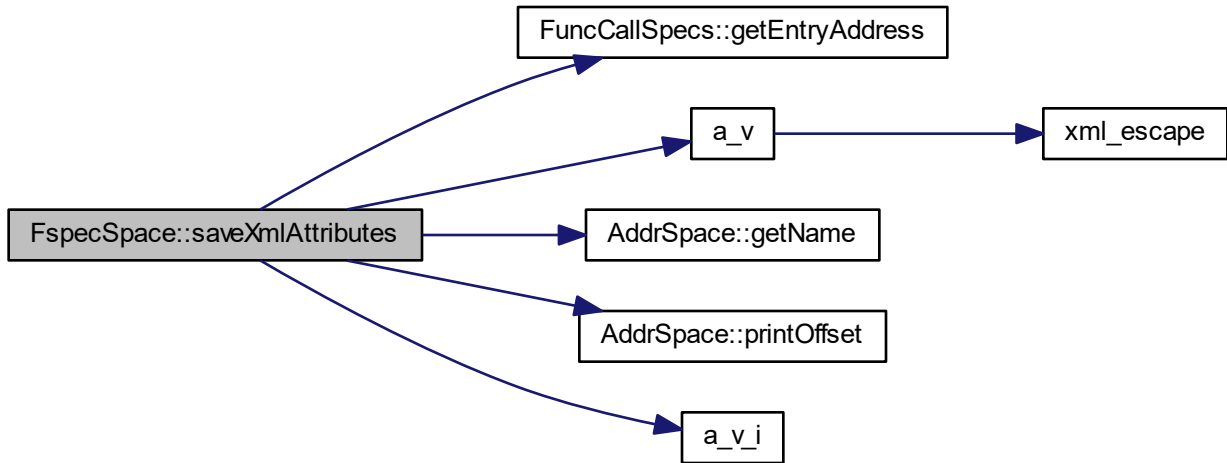 FuncCallSpecs::getEntryAddress
a_v
xml_escape
FspecSpace::saveXmlAttributes
AddrSpace::getName
AddrSpace::printOffset
a_v_i